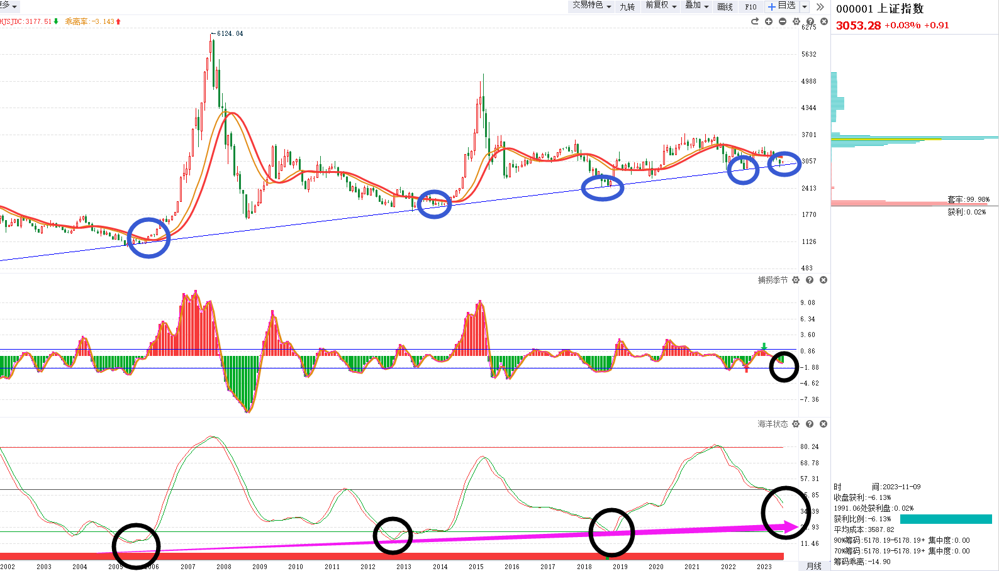 更多
交易特色 九转 前复权 叠加 画线 F10 +自选
000001 上证指数
3053.28 +0.03% +0.91
HJSJDC:3177.51 乖离率:-3.143
←6124.04
6275
5632
4988
4344
3701
3057
2413
1770
1126
483
套牢:99.98%
获利:0.02%
捕捞季节
9.08
6.34
3.60
0.86
-1.88
-4.62
-7.36
海洋状态
80.24
68.78
57.31
34.39
11.46
时 间:2023-11-09
收盘获利:-6.13%
1991.06处获利盘:0.02%
获利比例:-6.13%
平均成本:3587.82
90%筹码:5178.19-5178.19+ 集中度:0.00
70%筹码:5178.19-5178.19+ 集中度:0.00
筹码乖离:-14.90
2002 2003 2004 2005 2006 2007 2008 2009 2010 2011 2012 2013 2014 2015 2016 2017 2018 2019 2020 2021 2022 2023 月线